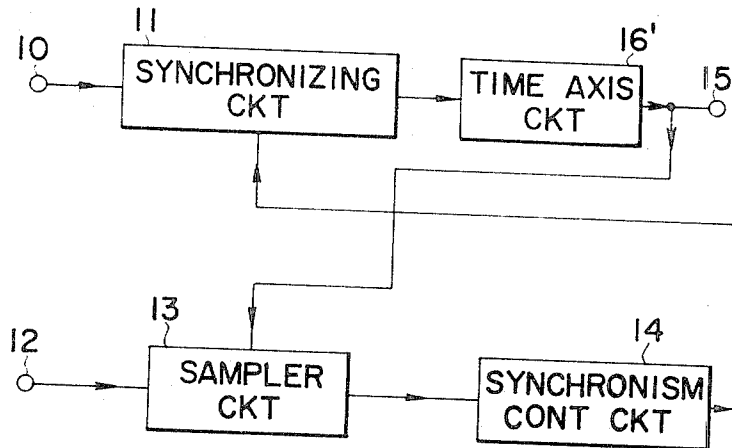 11
10
SYNCHRONIZING
CKT
16'
TIME AXIS
CKT
15
13
12
SAMPLER
CKT
14
SYNCHRONISM
CONT CKT